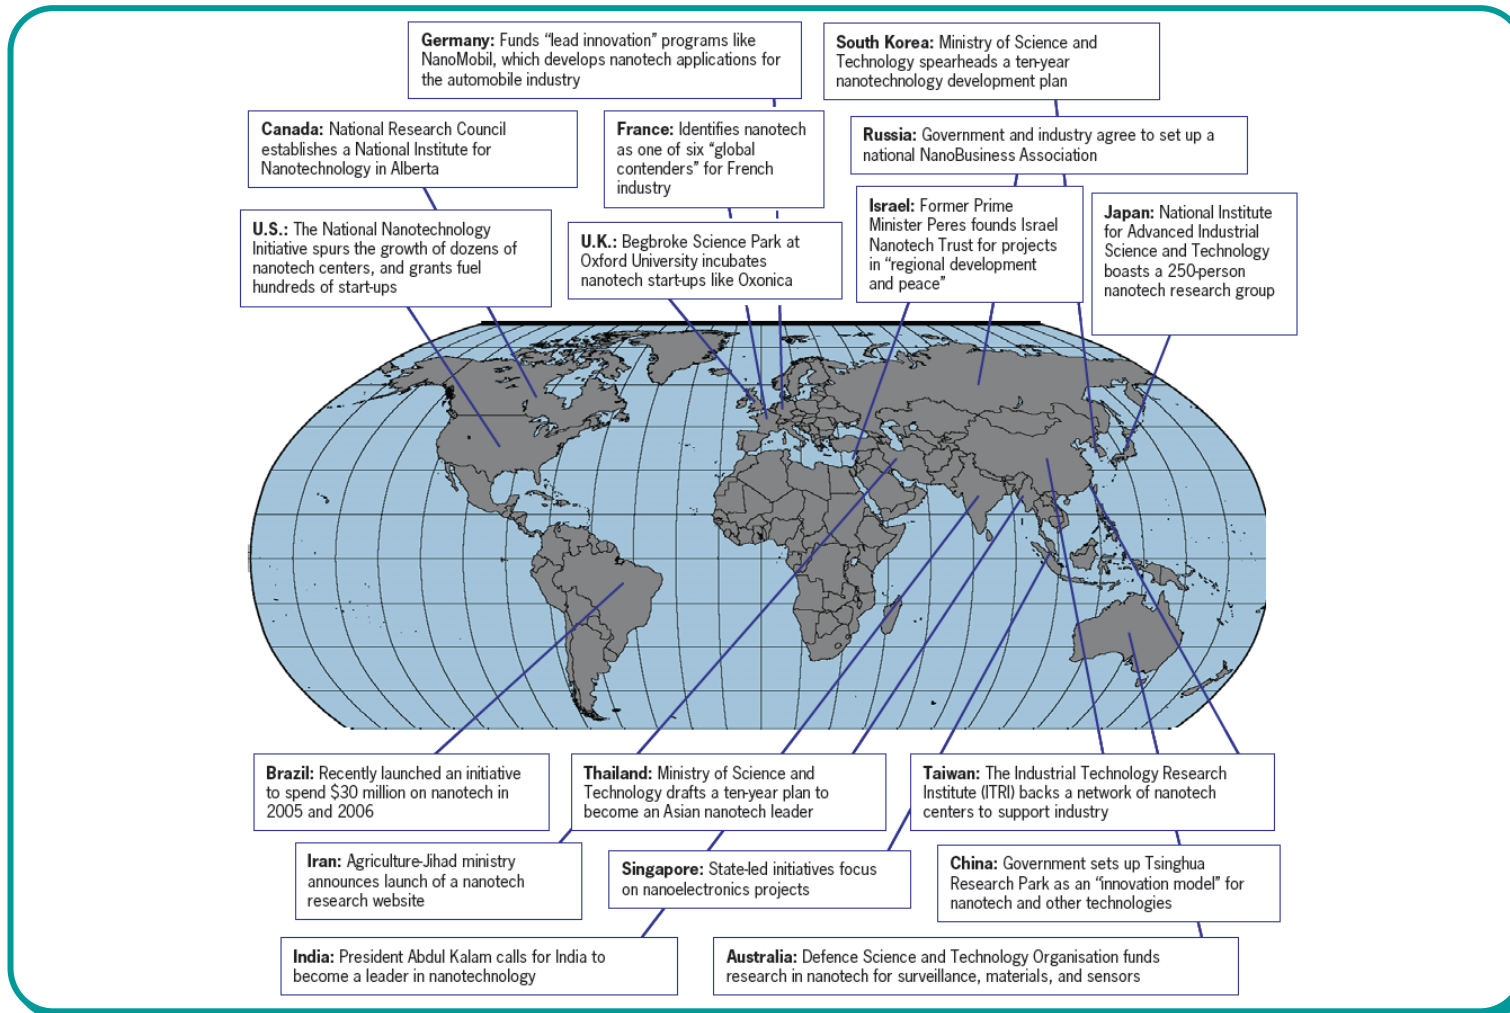 Germany: Funds “lead innovation” programs like
NanoMobil, which develops nanotech applications for
the automobile industry
South Korea: Ministry of Science and
Technology spearheads a ten-year
nanotechnology development plan
Canada: National Research Council
establishes a National Institute for
Nanotechnology in Alberta
France: Identifies nanotech
as one of six “global
contenders” for French
industry
Russia: Government and industry agree to set up a
national NanoBusiness Association
U.S.: The National Nanotechnology
Initiative spurs the growth of dozens of
nanotech centers, and grants fuel
hundreds of start-ups
U.K.: Begbroke Science Park at
Oxford University incubates
nanotech start-ups like Oxonica
Israel: Former Prime
Minister Peres founds Israel
Nanotech Trust for projects
in “regional development
and peace”
Japan: National Institute
for Advanced Industrial
Science and Technology
boasts a 250-person
nanotech research group
Brazil: Recently launched an initiative
to spend $30 million on nanotech in
2005 and 2006
Thailand: Ministry of Science and
Technology drafts a ten-year plan to
become an Asian nanotech leader
Taiwan: The Industrial Technology Research
Institute (ITRI) backs a network of nanotech
centers to support industry
Iran: Agriculture-Jihad ministry
announces launch of a nanotech
research website
Singapore: State-led initiatives focus
on nanoelectronics projects
China: Government sets up Tsinghua
Research Park as an “innovation model” for
nanotech and other technologies
India: President Abdul Kalam calls for India to
become a leader in nanotechnology
Australia: Defence Science and Technology Organisation funds
research in nanotech for surveillance, materials, and sensors